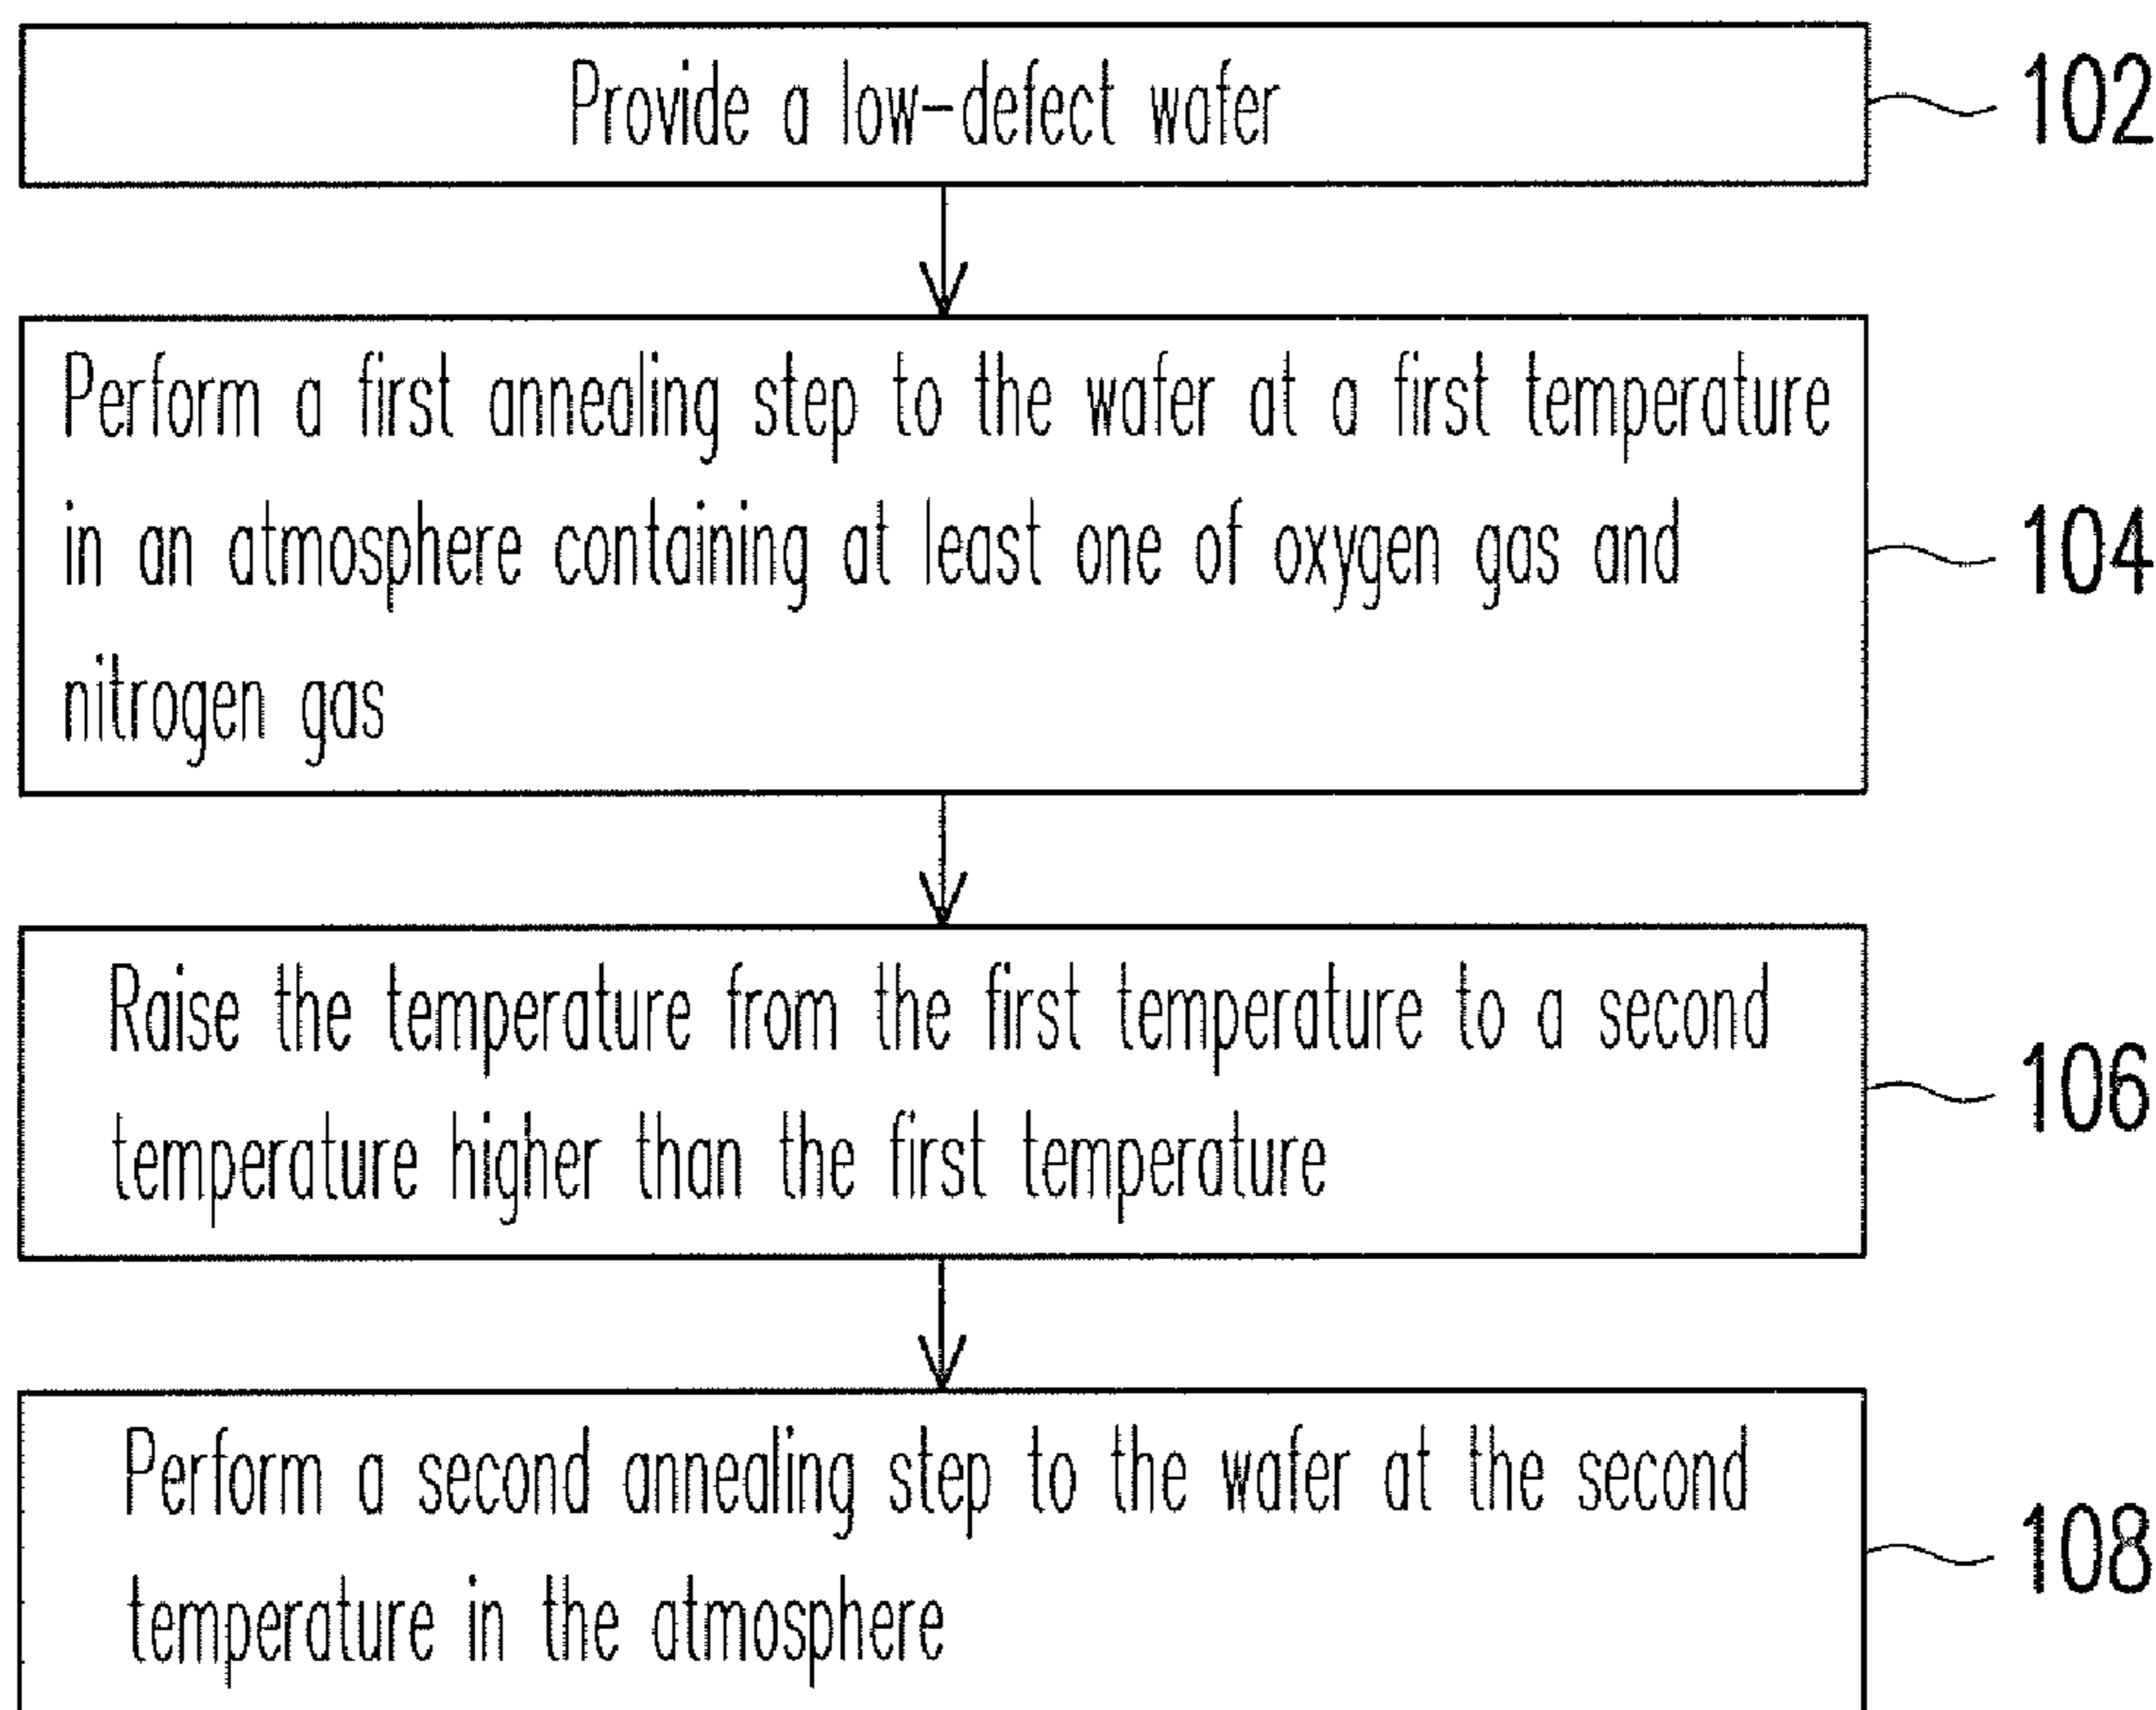 Provide a low-defect wafer
102
Perform a first annealing step to the wafer at a first temperature
in an atmosphere containing at least one of oxygen gas and
nitrogen gas
104
Raise the temperature from the first temperature to a second
temperature higher than the first temperature
106
Perform a second annealing step to the wafer at the second
temperature in the atmosphere
108